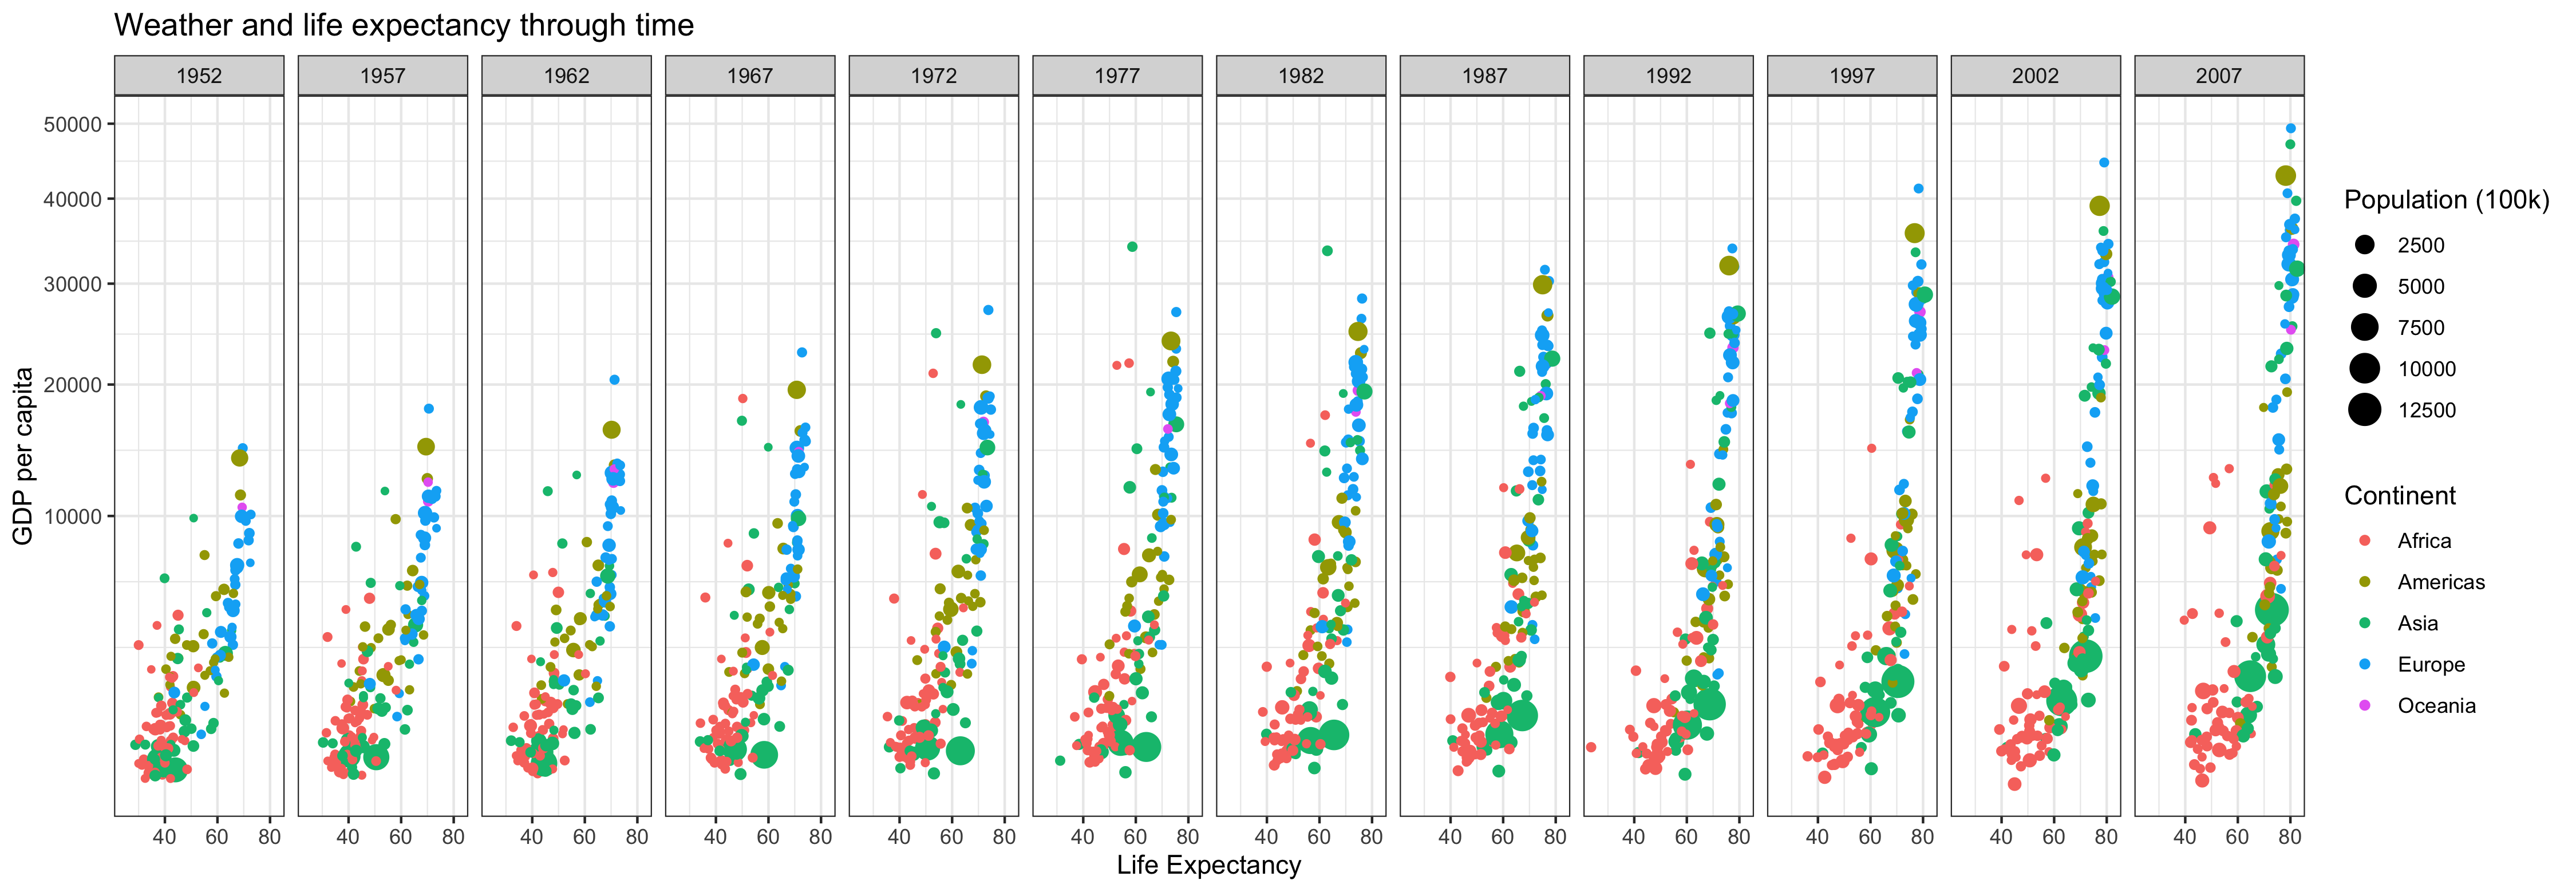 Weather and life expectancy through time
1952 1957 1962 1967 1972 1977 1982 1987 1992 1997 2002 2007
GDP per capita
50000
40000
30000
20000
10000
40 60 80 40 60 80 40 60 80 40 60 80 40 60 80 40 60 80 40 60 80 40 60 80 40 60 80 40 60 80 40 60 80 40 60 80
Life Expectancy
Population (100k)
2500
5000
7500
10000
12500
Continent
Africa
Americas
Asia
Europe
Oceania